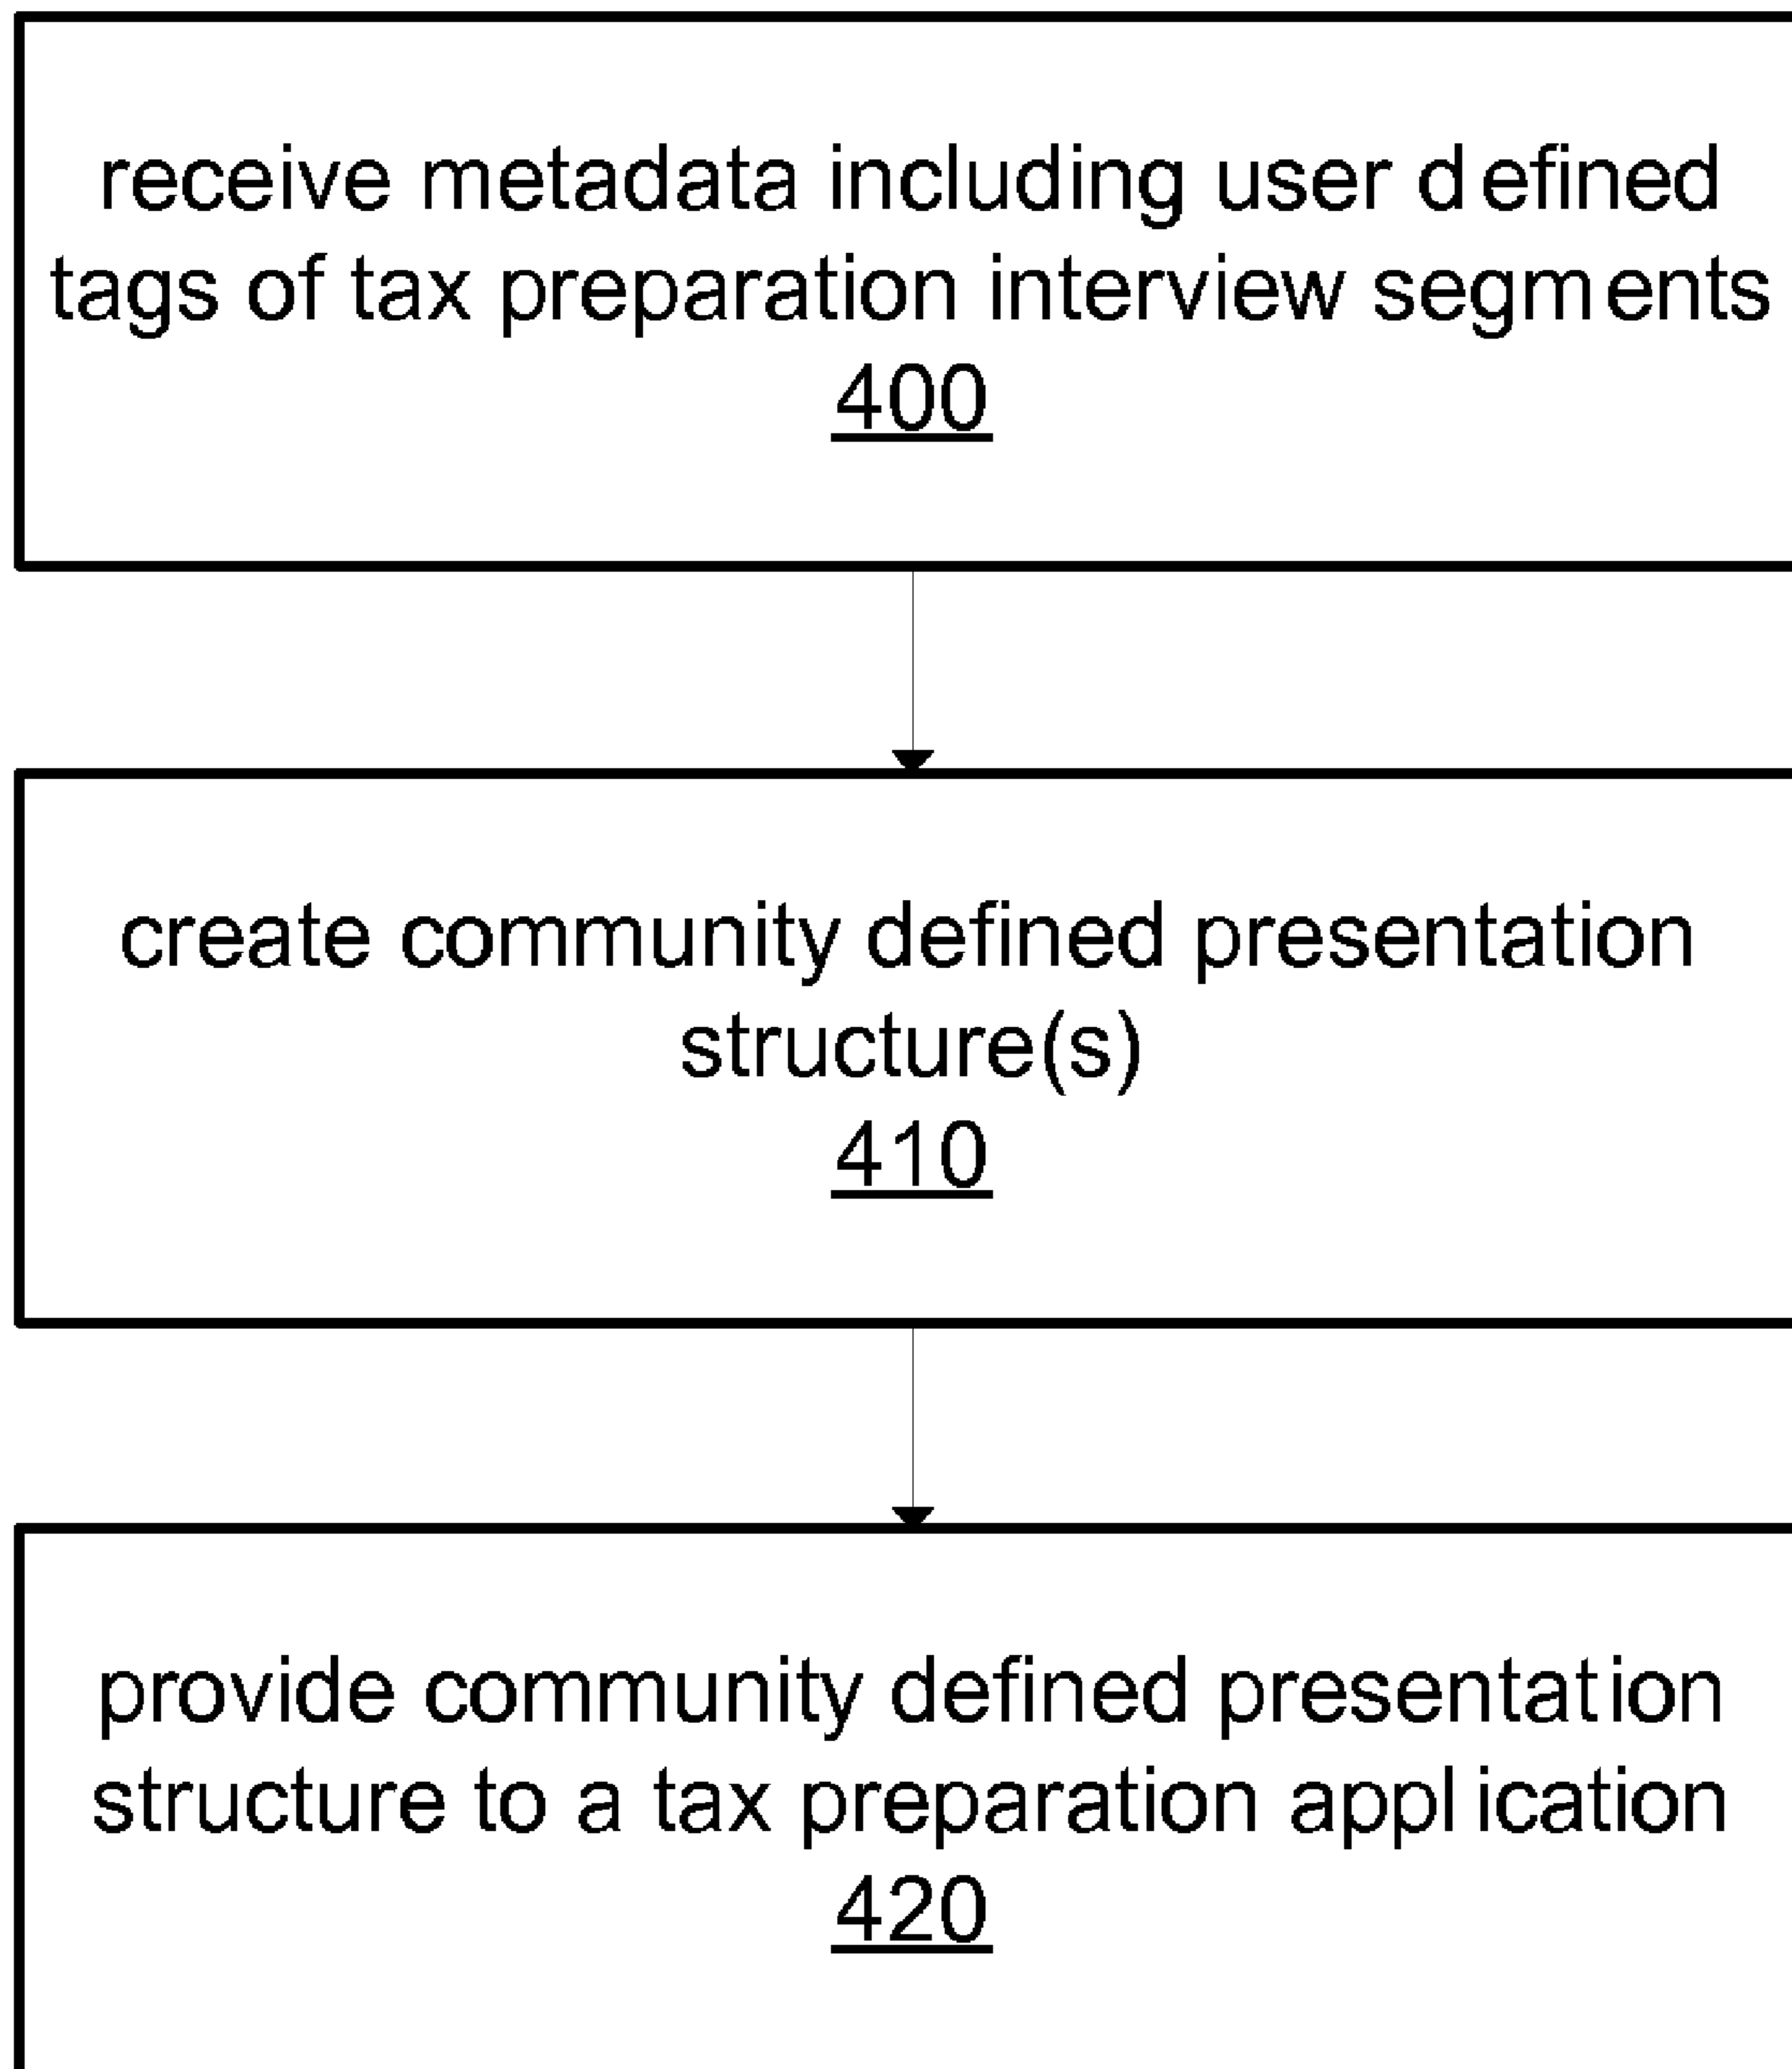 receive metadata including user defined
tags of tax preparation interview segments
400
create community defined presentation
structure(s)
410
provide community defined presentation
structure to a tax preparation application
420